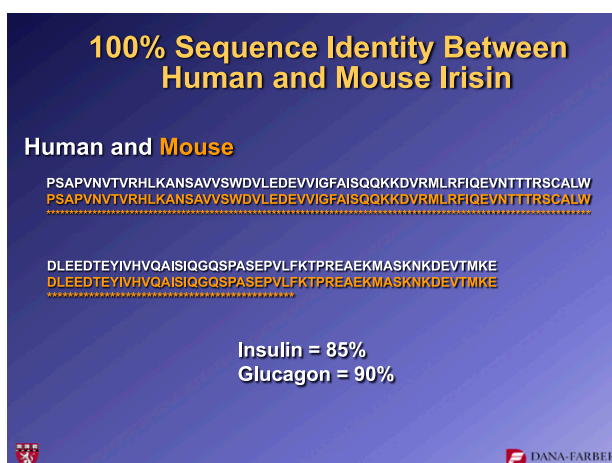 100% Sequence Identity Between
Human and Mouse Irisin
Human and Mouse
PSAPVNVTVRHLKANSAVVSWDVLEDEVVIGFAISQQKKDVRMLRFIQEVNTTTRSCALW
PSAPVNVTVRHLKANSAVVSWDVLEDEVVIGFAISQQKKDVRMLRFIQEVNTTTRSCALW
************************************************************
DLEEDTEYIVHVQAISIQGQSPASEPVLFKTPREAEKMASKNKDEVTMKE
DLEEDTEYIVHVQAISIQGQSPASEPVLFKTPREAEKMASKNKDEVTMKE
**************************************************
Insulin = 85%
Glucagon = 90%
DANA-FARBER